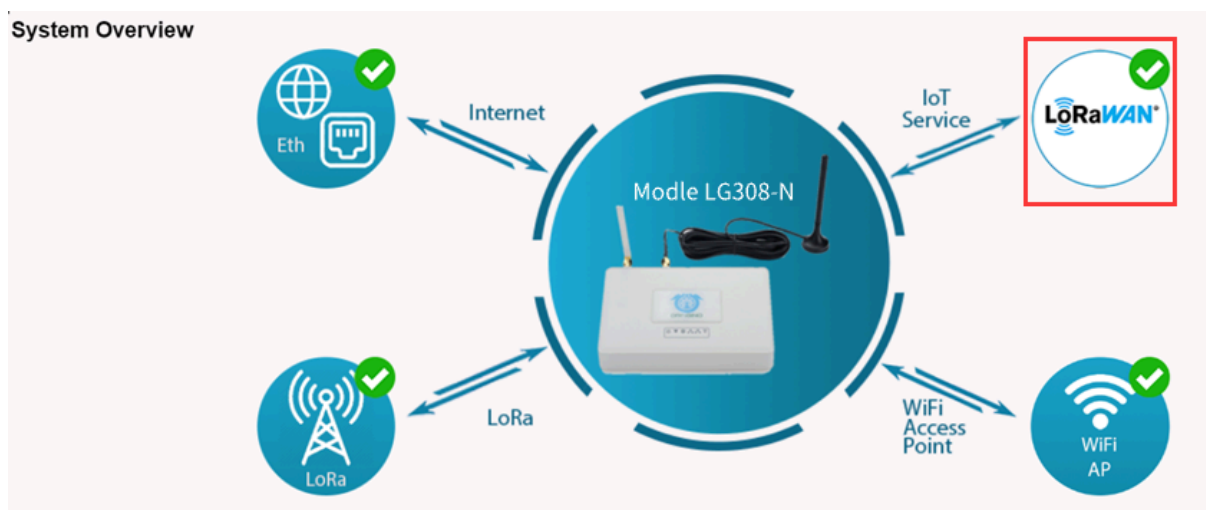 System Overview
Eth
Internet
IoT
Service
LoRaWAN®
Modle LG308-N
LoRa
LoRa
WiFi
Access
Point
WiFi
AP